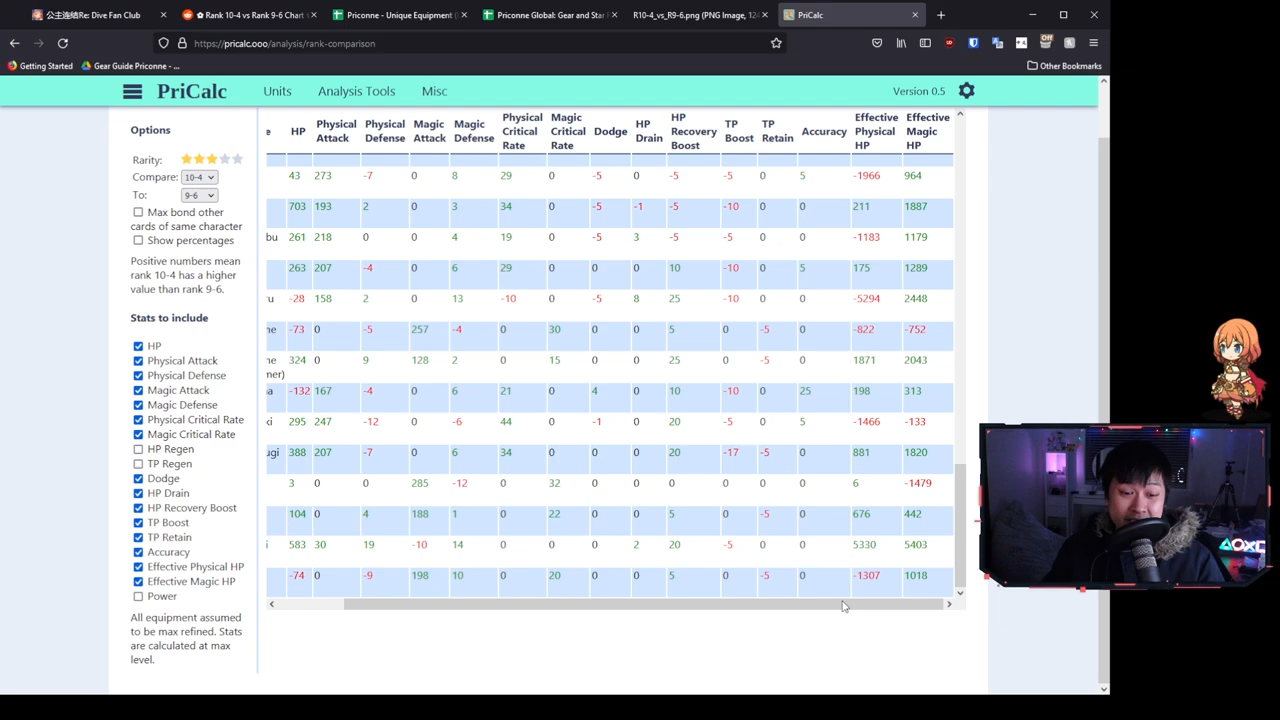 公主连结Re: Dive Fan Club
✿ Rank 10-4 vs Rank 9-6 Chart
Priconne - Unique Equipment (
Priconne Global: Gear and Star F
R10-4_vs_R9-6.png (PNG Image, 124
PriCalc
https://pricalc.ooo/analysis/rank-comparison
Off
Getting Started
Gear Guide Priconne - ...
Other Bookmarks
PriCalc
Units
Analysis Tools
Misc
Version 0.5
Options
Rarity:
Compare: 10-4
To: 9-6
Max bond other
cards of same character
Show percentages
Positive numbers mean
rank 10-4 has a higher
value than rank 9-6.
Stats to include
HP
Physical Attack
Physical Defense
Magic Attack
Magic Defense
Physical Critical Rate
Magic Critical Rate
HP Regen
TP Regen
Dodge
HP Drain
HP Recovery Boost
TP Boost
TP Retain
Accuracy
Effective Physical HP
Effective Magic HP
Power
All equipment assumed
to be max refined. Stats
are calculated at max
level.
e HP Physical Attack Physical Defense Magic Attack Magic Defense Physical Critical Rate Magic Critical Rate Dodge HP Drain HP Recovery Boost TP Boost TP Retain Accuracy Effective Physical HP Effective Magic HP
43 273 -7 0 8 29 0 -5 -5 -5 -5 0 5 -1966 964
703 193 2 0 3 34 0 -5 -1 -5 -10 0 0 211 1887
bu 261 218 0 0 4 19 0 -5 3 -5 -5 0 0 -1183 1179
263 207 -4 0 6 29 0 0 0 10 -10 0 5 175 1289
ru -28 158 2 0 13 -10 0 -5 8 25 -10 0 0 -5294 2448
ne -73 0 -5 257 -4 0 30 0 0 5 0 -5 0 -822 -752
ne 324 0 9 128 2 0 15 0 0 25 0 -5 0 1871 2043
mer)
a -132 167 -4 0 6 21 0 4 0 10 -10 0 25 198 313
ki 295 247 -12 0 -6 44 0 -1 0 20 -5 0 5 -1466 -133
ugi 388 207 -7 0 6 34 0 0 0 20 -17 -5 0 881 1820
3 0 0 285 -12 0 32 0 0 0 0 0 0 6 -1479
104 0 4 188 1 0 22 0 0 5 0 -5 0 676 442
i 583 30 19 -10 14 0 0 0 2 20 -5 0 0 5330 5403
-74 0 -9 198 10 0 20 0 0 5 0 -5 0 -1307 1018